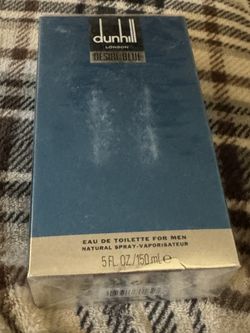 dunhill
LONDON
DESIRE BLUE
EAU DE TOILETTE FOR MEN
NATURAL SPRAY-VAPORISATEUR
5 FL. OZ/150 ml ℮